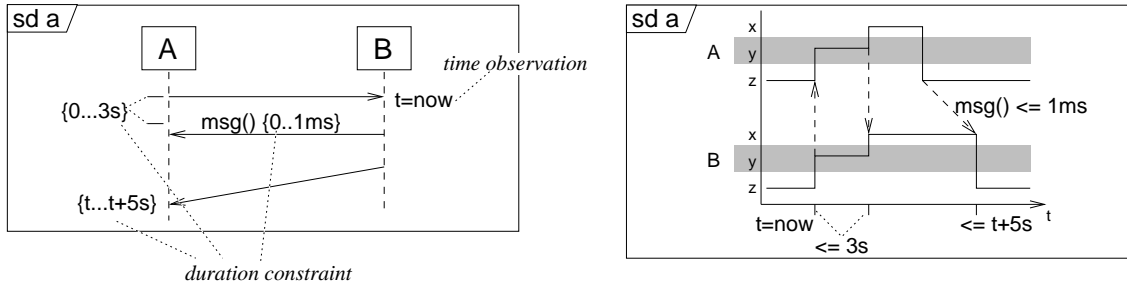 sd a
A
B
time observation
t=now
{0...3s}
msg() {0..1ms}
{t...t+5s}
duration constraint
sd a
x
A
y
z
msg() <= 1ms
x
B
y
z
t
t=now
<= t+5s
<= 3s